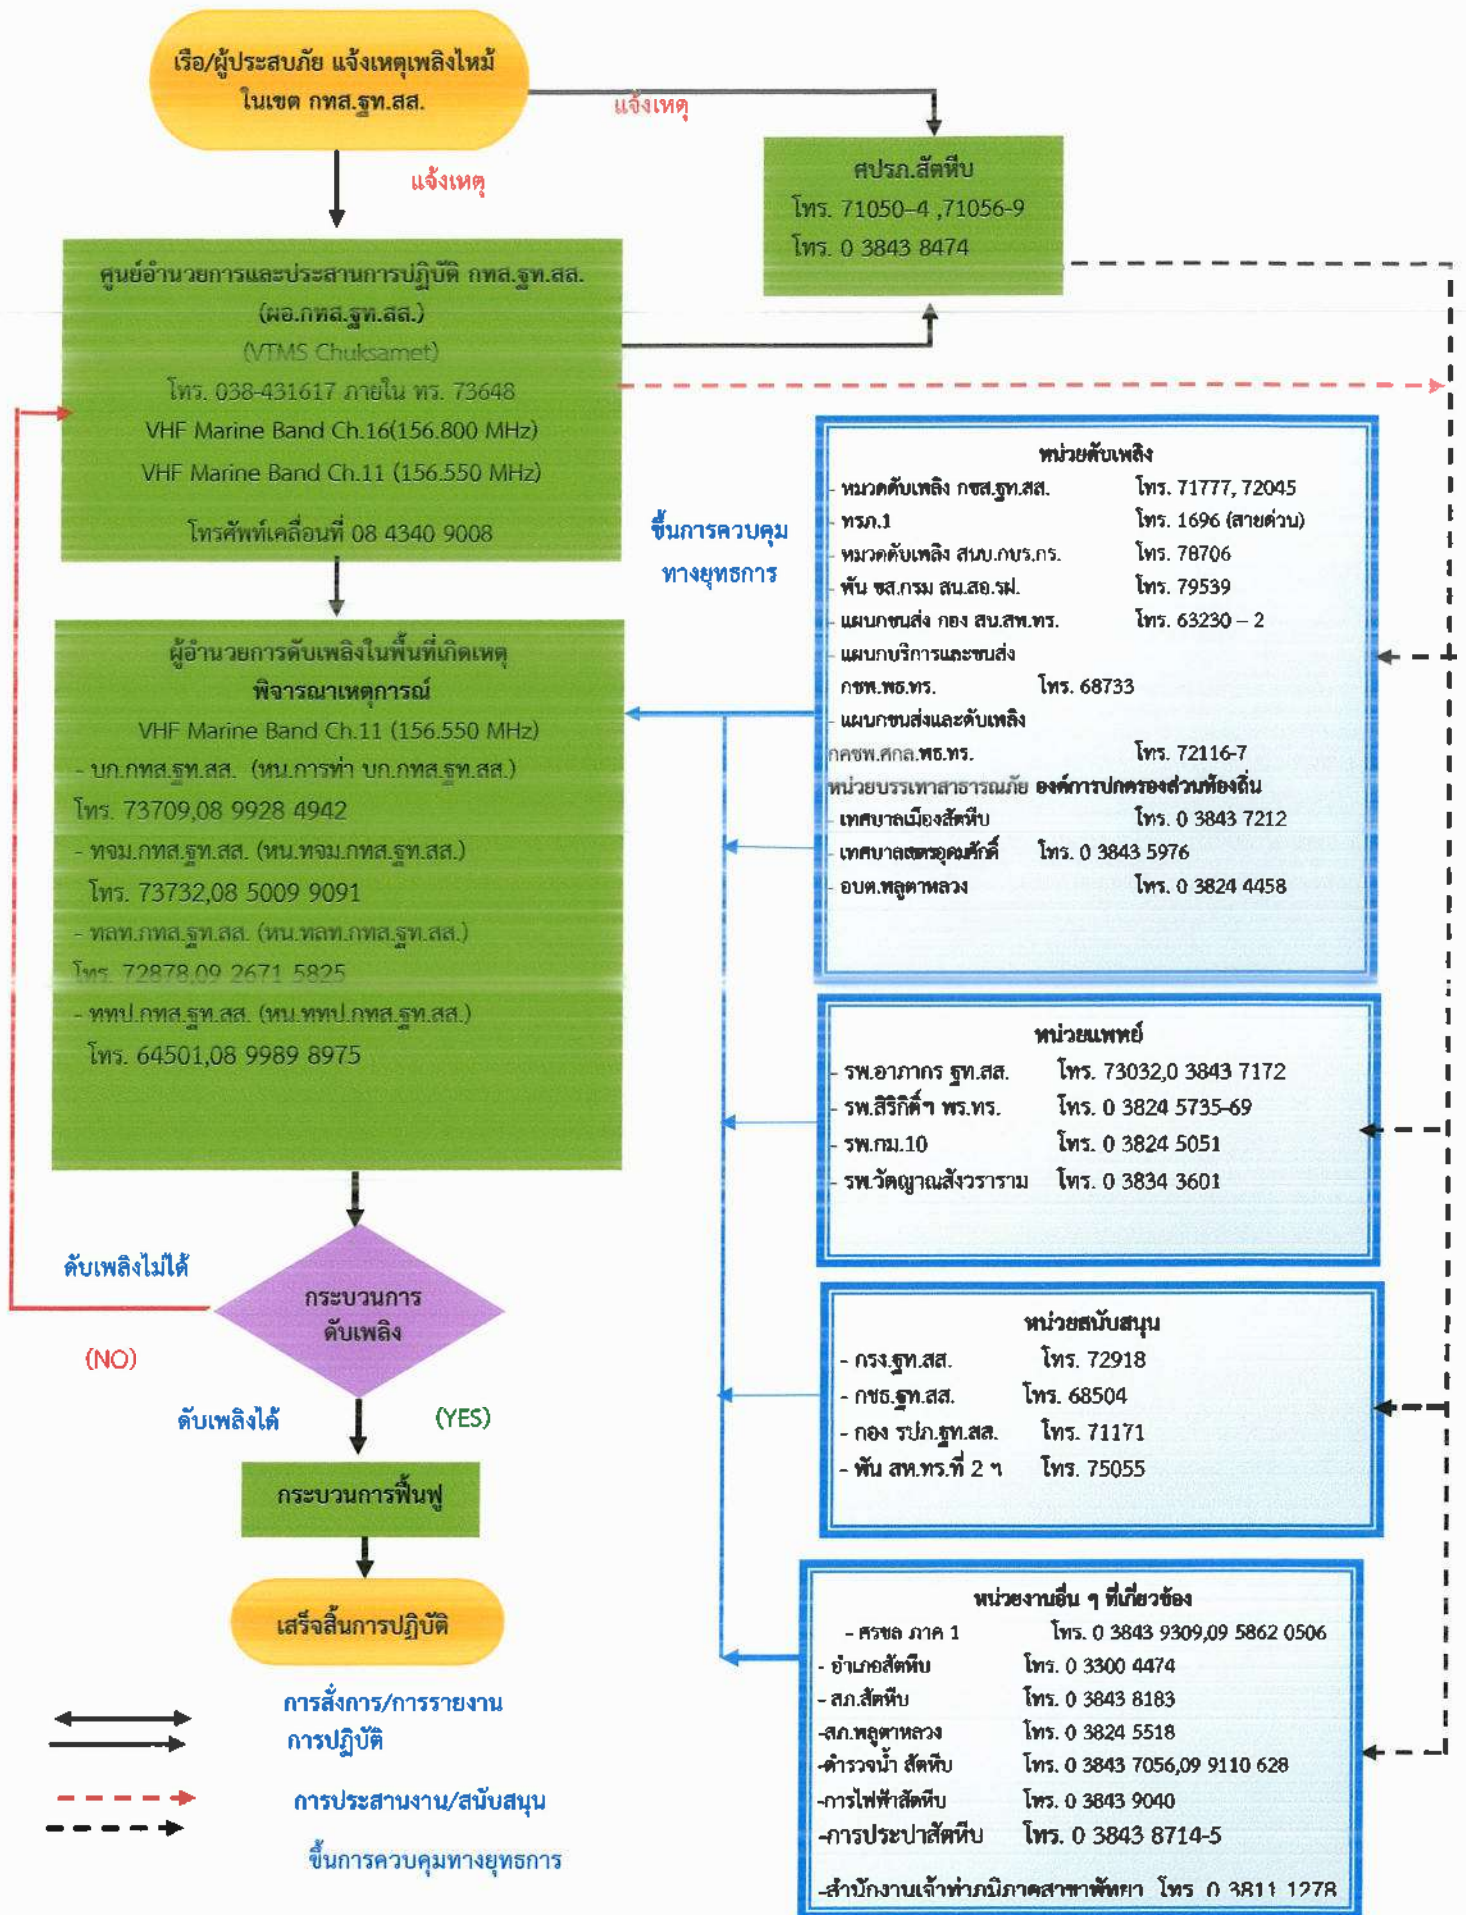 เรือ/ผู้ประสบภัย แจ้งเหตุเพลิงไหม้
ในเขต กทส.ฐท.สส.
แจ้งเหตุ
แจ้งเหตุ
ศปรภ.สัตหีบ
โทร. 71050–4 ,71056-9
โทร. 0 3843 8474
ศูนย์อำนวยการและประสานการปฏิบัติ กทส.ฐท.สส.
(ผอ.กทส.ฐท.สส.)
(VTMS Chuksamet)
โทร. 038-431617 ภายใน ทร. 73648
VHF Marine Band Ch.16(156.800 MHz)
VHF Marine Band Ch.11 (156.550 MHz)
โทรศัพท์เคลื่อนที่ 08 4340 9008
ผู้อำนวยการดับเพลิงในพื้นที่เกิดเหตุ
พิจารณาเหตุการณ์
VHF Marine Band Ch.11 (156.550 MHz)
- บก.กทส.ฐท.สส. (หน.การท่า บก.กทส.ฐท.สส.)
โทร. 73709,08 9928 4942
- ทจม.กทส.ฐท.สส. (หน.ทจม.กทส.ฐท.สส.)
โทร. 73732,08 5009 9091
- ทลท.กทส.ฐท.สส. (หน.ทลท.กทส.ฐท.สส.)
โทร. 72878,09 2671 5825
- ททป.กทส.ฐท.สส. (หน.ททป.กทส.ฐท.สส.)
โทร. 64501,08 9989 8975
ขึ้นการควบคุม
ทางยุทธการ
หน่วยดับเพลิง
- หมวดดับเพลิง กขส.ฐท.สส. โทร. 71777, 72045
- ทรภ.1 โทร. 1696 (สายด่วน)
- หมวดดับเพลิง สนบ.กบร.กร. โทร. 78706
- พัน ขส.กรม สน.สอ.รฝ. โทร. 79539
- แผนกขนส่ง กอง สน.สพ.ทร. โทร. 63230 – 2
- แผนกบริการและขนส่ง
กชพ.พธ.ทร. โทร. 68733
- แผนกขนส่งและดับเพลิง
กคชพ.ศกล.พธ.ทร. โทร. 72116-7
หน่วยบรรเทาสาธารณภัย องค์การปกครองส่วนท้องถิ่น
- เทศบาลเมืองสัตหีบ โทร. 0 3843 7212
- เทศบาลเขตรอุดมศักดิ์ โทร. 0 3843 5976
- อบต.พลูตาหลวง โทร. 0 3824 4458
หน่วยแพทย์
- รพ.อาภากร ฐท.สส. โทร. 73032,0 3843 7172
- รพ.สิริกิติ์ฯ พร.ทร. โทร. 0 3824 5735-69
- รพ.กม.10 โทร. 0 3824 5051
- รพ.วัดญาณสังวราราม โทร. 0 3834 3601
หน่วยสนับสนุน
- กรง.ฐท.สส. โทร. 72918
- กชธ.ฐท.สส. โทร. 68504
- กอง รปภ.ฐท.สส. โทร. 71171
- พัน สห.ทร.ที่ 2 ฯ โทร. 75055
หน่วยงานอื่น ๆ ที่เกี่ยวข้อง
- ศรชล ภาค 1 โทร. 0 3843 9309,09 5862 0506
- อำเภอสัตหีบ โทร. 0 3300 4474
- สภ.สัตหีบ โทร. 0 3843 8183
-สภ.พลูตาหลวง โทร. 0 3824 5518
-ตำรวจน้ำ สัตหีบ โทร. 0 3843 7056,09 9110 628
-การไฟฟ้าสัตหีบ โทร. 0 3843 9040
-การประปาสัตหีบ โทร. 0 3843 8714-5
-สำนักงานเจ้าท่าภูมิภาคสาขาพัทยา โทร 0 3811 1278
ดับเพลิงไม่ได้
(NO)
กระบวนการ
ดับเพลิง
ดับเพลิงได้ (YES)
กระบวนการฟื้นฟู
เสร็จสิ้นการปฏิบัติ
การสั่งการ/การรายงาน
การปฏิบัติ
การประสานงาน/สนับสนุน
ขึ้นการควบคุมทางยุทธการ